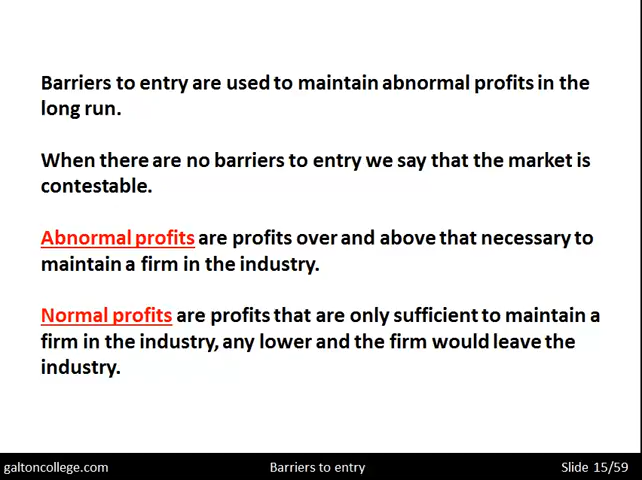 Barriers to entry are used to maintain abnormal profits in the
long run.
When there are no barriers to entry we say that the market is
contestable.
Abnormal profits are profits over and above that necessary to
maintain a firm in the industry.
Normal profits are profits that are only sufficient to maintain a
firm in the industry, any lower and the firm would leave the
industry.
galtoncollege.com Barriers to entry Slide 15/59